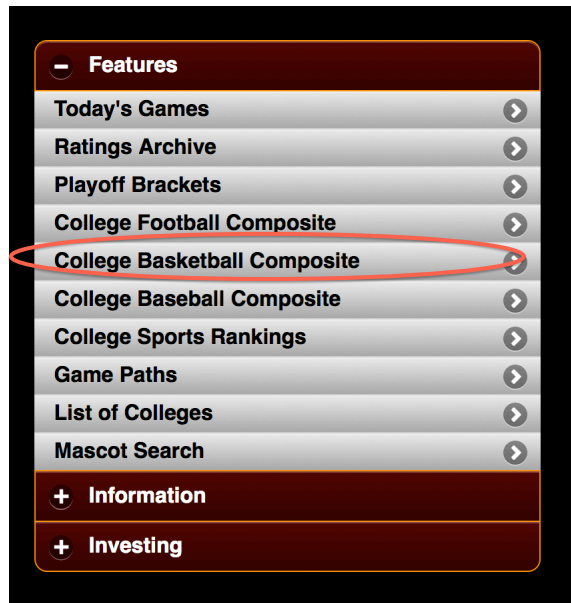 Features
Today's Games
Ratings Archive
Playoff Brackets
College Football Composite
College Basketball Composite
College Baseball Composite
College Sports Rankings
Game Paths
List of Colleges
Mascot Search
Information
Investing